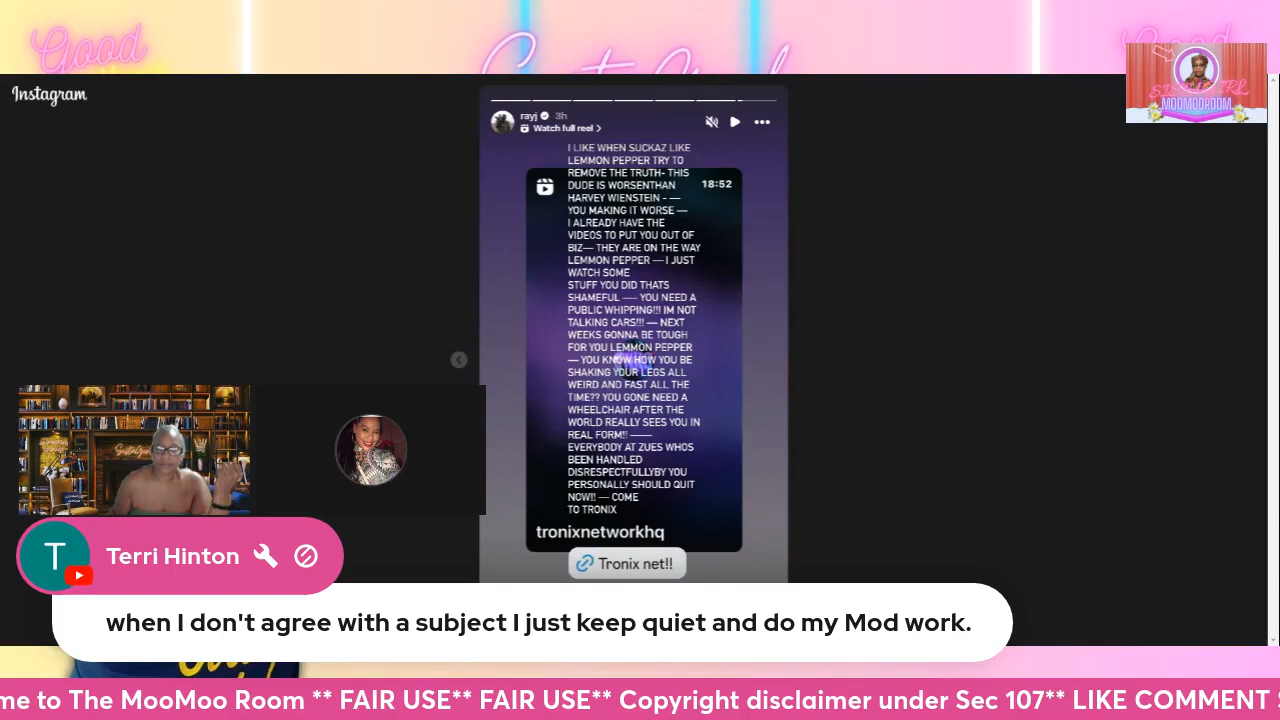 Good
Good
Instagram
SISTAGIRL
MOOMOOROOM
rayj 3h
Watch full reel >
18:52
I LIKE WHEN SUCKAZ LIKE
LEMMON PEPPER TRY TO
REMOVE THE TRUTH- THIS
DUDE IS WORSENTHAN
HARVEY WIENSTEIN - —
YOU MAKING IT WORSE —
I ALREADY HAVE THE
VIDEOS TO PUT YOU OUT OF
BIZ— THEY ARE ON THE WAY
LEMMON PEPPER — I JUST
WATCH SOME
STUFF YOU DID THATS
SHAMEFUL —- YOU NEED A
PUBLIC WHIPPING!!! IM NOT
TALKING CARS!!! — NEXT
WEEKS GONNA BE TOUGH
FOR YOU LEMMON PEPPER
— YOU KNOW HOW YOU BE
SHAKING YOUR LEGS ALL
WEIRD AND FAST ALL THE
TIME?? YOU GONE NEED A
WHEELCHAIR AFTER THE
WORLD REALLY SEES YOU IN
REAL FORM!! ——
EVERYBODY AT ZUES WHOS
BEEN HANDLED
DISRESPECTFULLYBY YOU
PERSONALLY SHOULD QUIT
NOW!! — COME
TO TRONIX
tronixnetworkhq
Tronix net!!
SistaGirl
T
Terri Hinton
when I don't agree with a subject I just keep quiet and do my Mod work.
me to The MooMoo Room ** FAIR USE** FAIR USE** Copyright disclaimer under Sec 107** LIKE COMMENT S